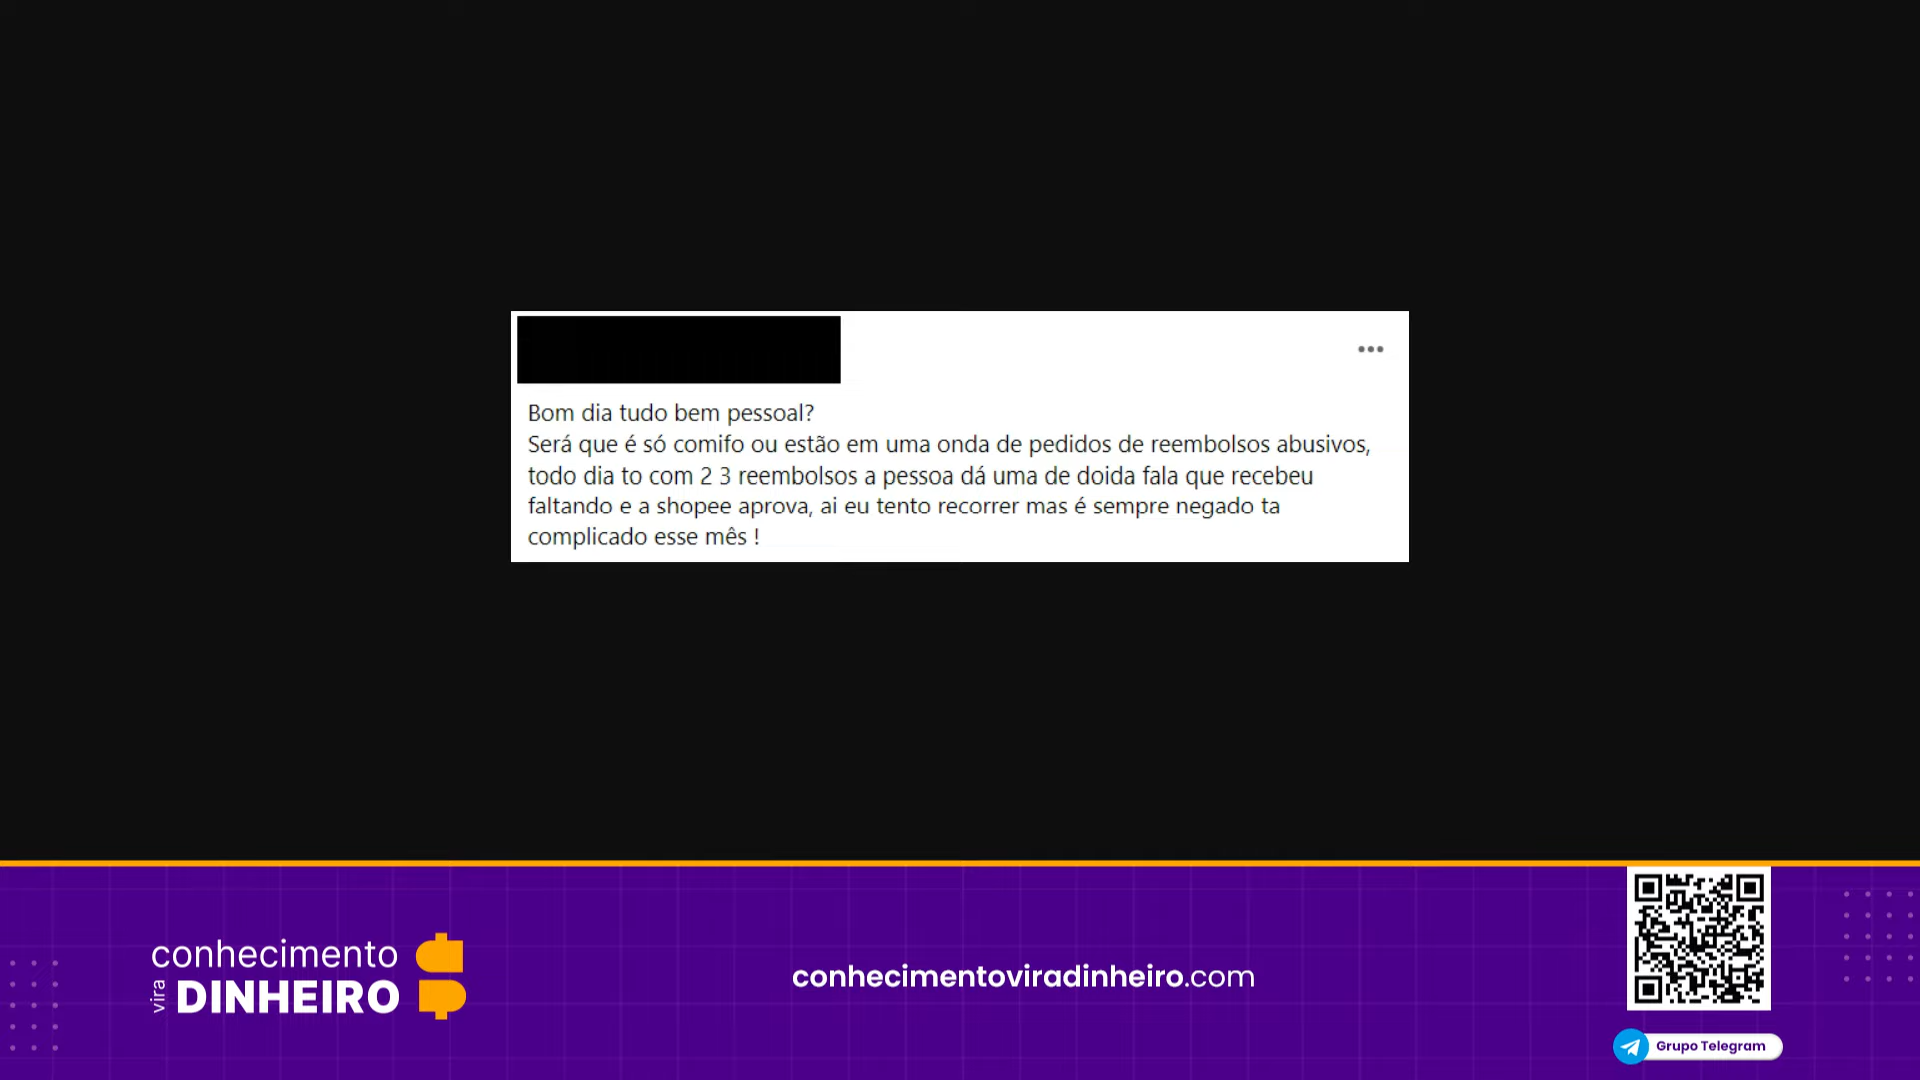 Bom dia tudo bem pessoal?
Será que é só comifo ou estão em uma onda de pedidos de reembolsos abusivos,
todo dia to com 2 3 reembolsos a pessoa dá uma de doida fala que recebeu
faltando e a shopee aprova, ai eu tento recorrer mas é sempre negado ta
complicado esse mês !
conhecimento
vira DINHEIRO
conhecimentoviradinheiro.com
Grupo Telegram